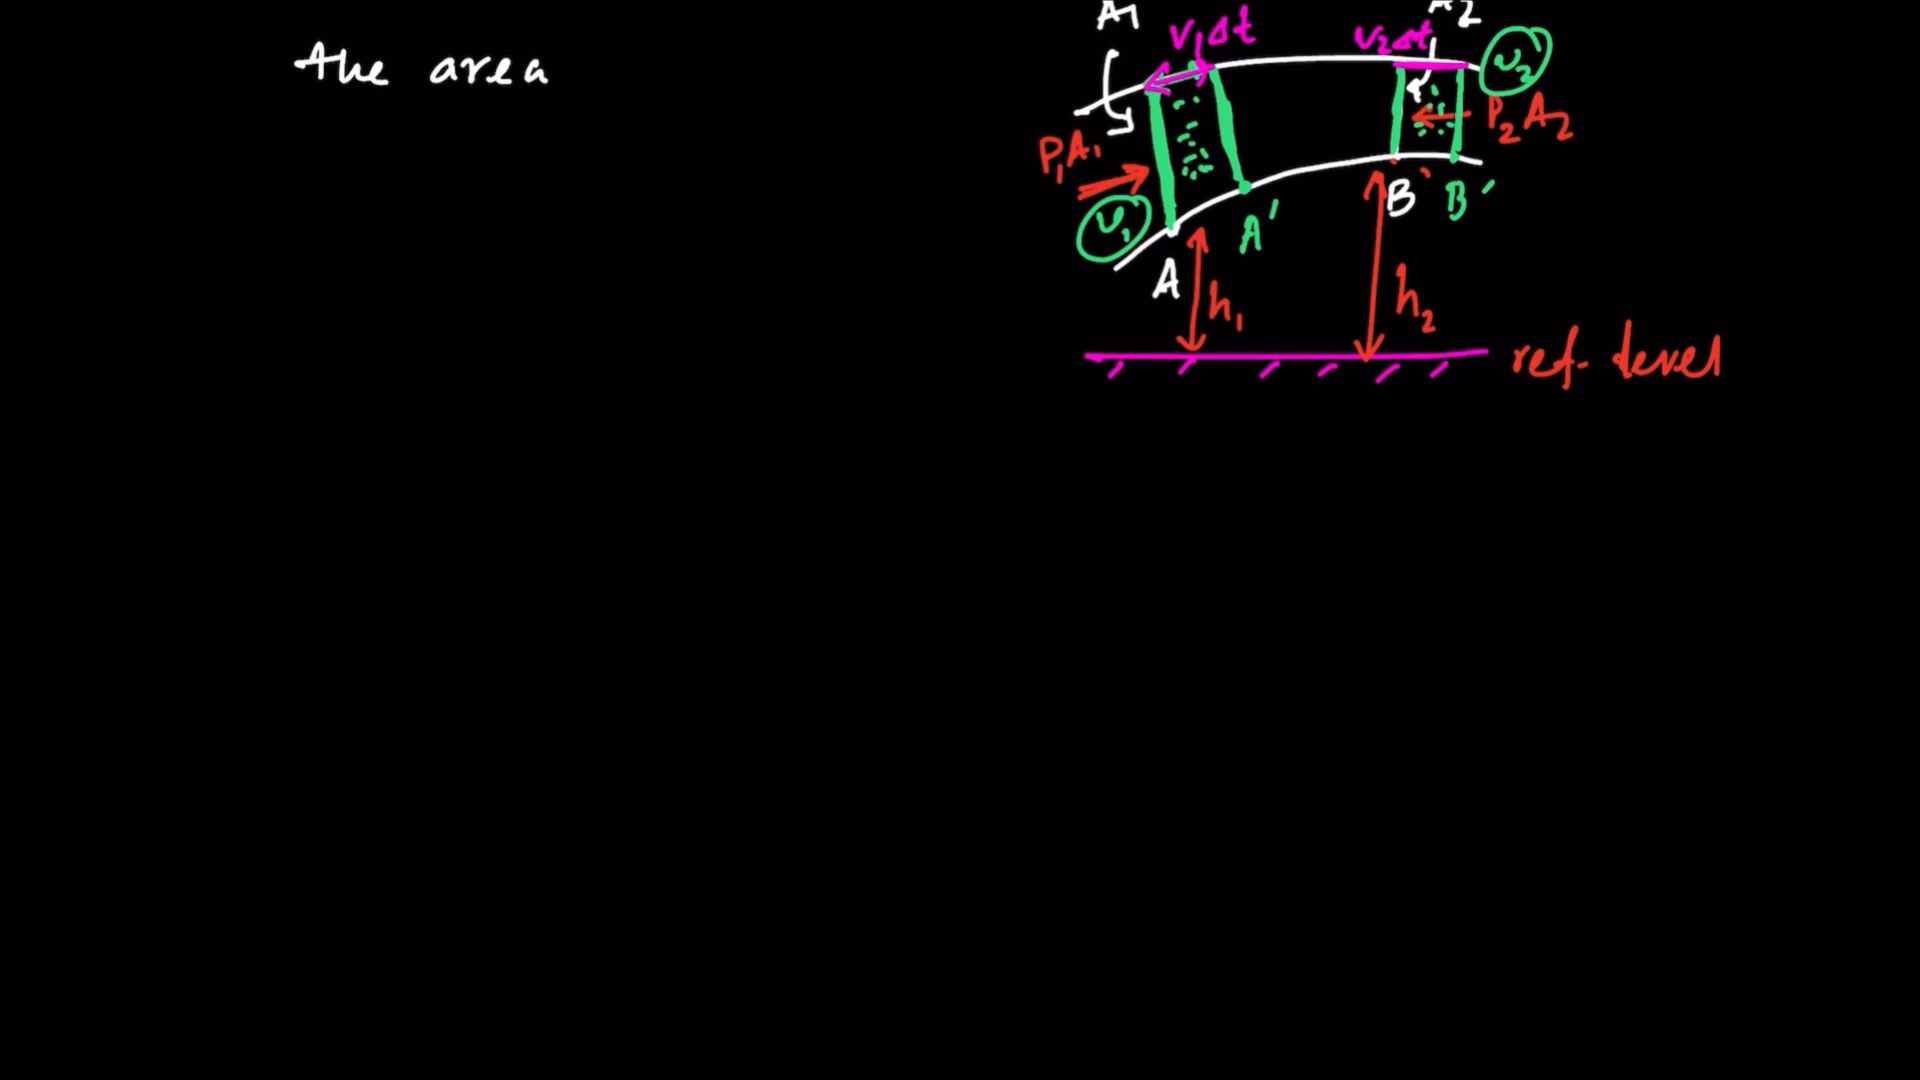 A1 A2
v1Δt v2Δt v2
the area
P1A1 P2A2
v1 A' B B'
A h1 h2
ref. level